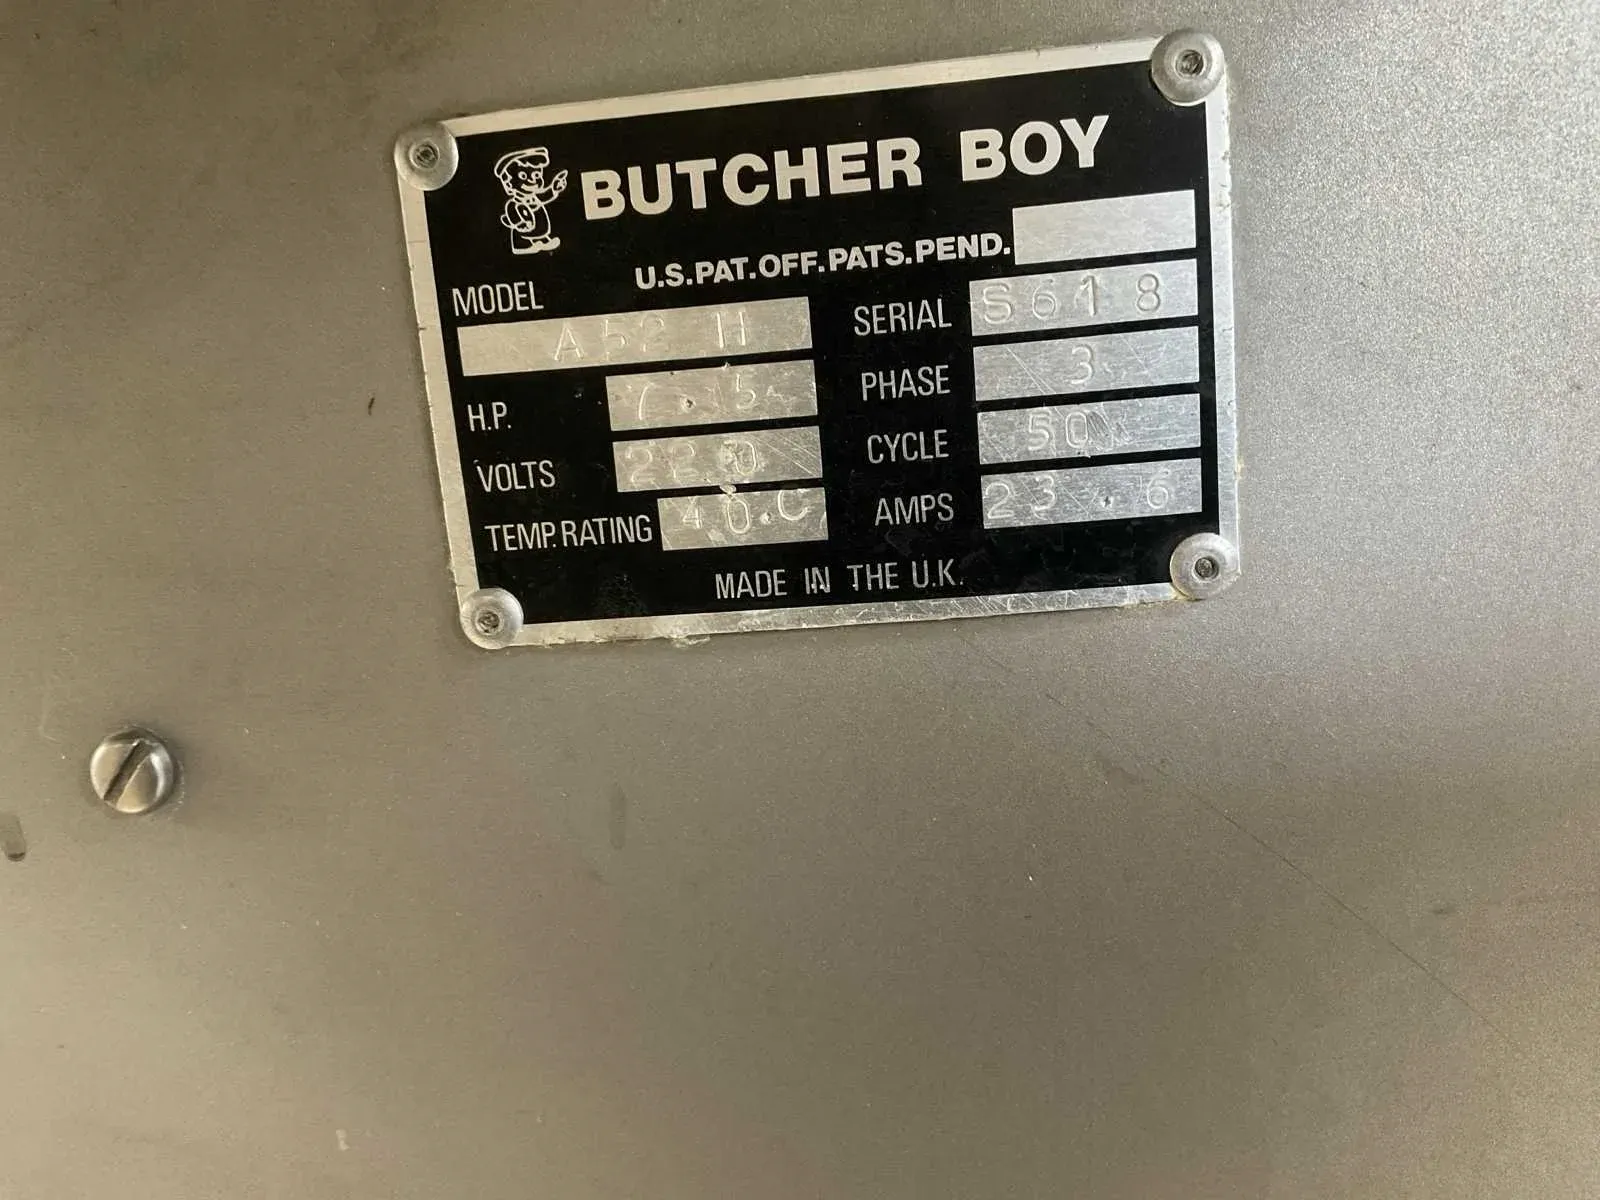 BUTCHER BOY
U.S.PAT.OFF.PATS.PEND.
MODEL A52 H
SERIAL S618
H.P. 7.5
PHASE 3
VOLTS 220
CYCLE 50
TEMP.RATING 40.C
AMPS 23.6
MADE IN THE U.K.